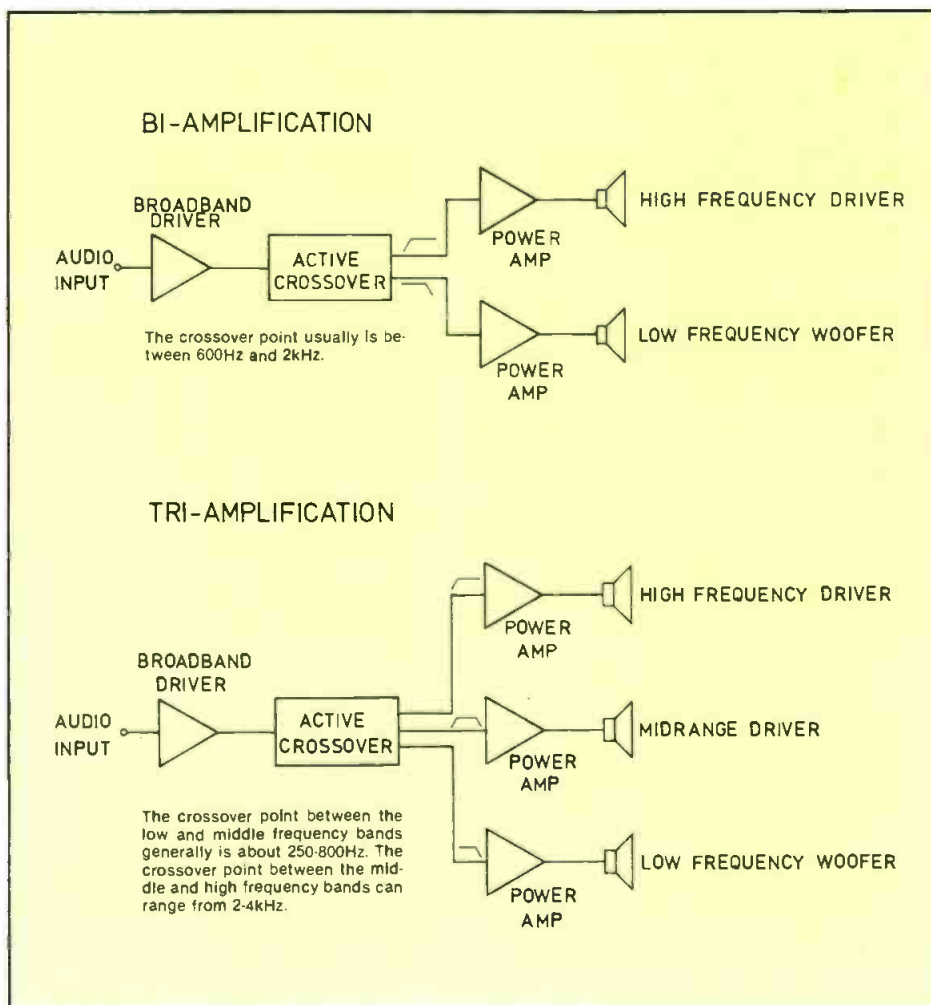 BI-AMPLIFICATION
BROADBAND
DRIVER
AUDIO
INPUT
ACTIVE
CROSSOVER
POWER
AMP
HIGH FREQUENCY DRIVER
POWER
AMP
LOW FREQUENCY WOOFER
The crossover point usually is be-
tween 600Hz and 2kHz.
TRI-AMPLIFICATION
BROADBAND
DRIVER
AUDIO
INPUT
ACTIVE
CROSSOVER
POWER
AMP
HIGH FREQUENCY DRIVER
POWER
AMP
MIDRANGE DRIVER
POWER
AMP
LOW FREQUENCY WOOFER
The crossover point between the
low and middle frequency bands
generally is about 250-800Hz. The
crossover point between the mid-
dle and high frequency bands can
range from 2-4kHz.